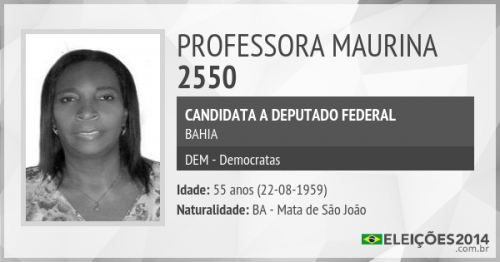 PROFESSORA MAURINA
2550
CANDIDATA A DEPUTADO FEDERAL
BAHIA
DEM - Democratas
Idade: 55 anos (22-08-1959)
Naturalidade: BA - Mata de São João
ELEIÇÕES2014
.com.br